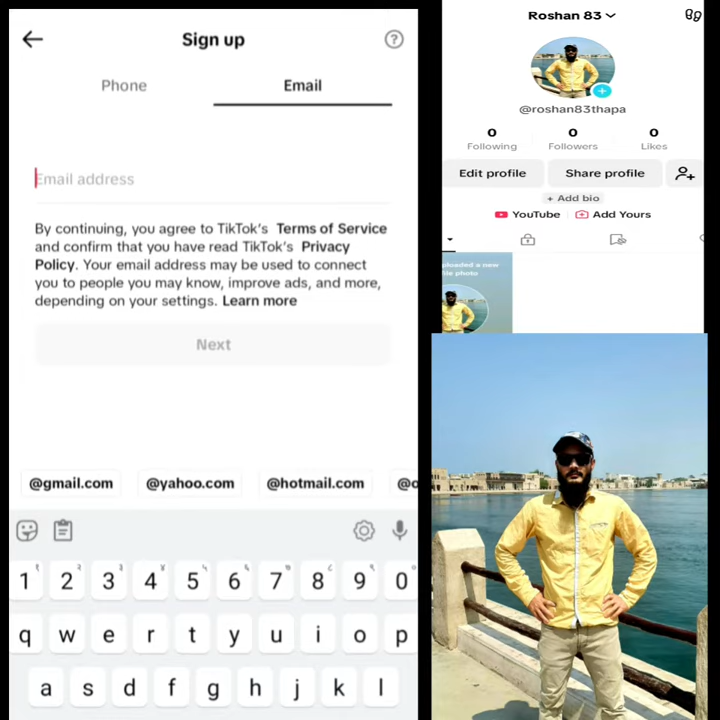 Sign up
Phone
Email
Email address
By continuing, you agree to TikTok's Terms of Service
and confirm that you have read TikTok's Privacy
Policy. Your email address may be used to connect
you to people you may know, improve ads, and more,
depending on your settings. Learn more
Next
@gmail.com
@yahoo.com
@hotmail.com
@o
1 2 3 4 5 6 7 8 9 0
q w e r t y u i o p
a s d f g h j k l
Roshan 83
@roshan83thapa
0 0 0
Following Followers Likes
Edit profile Share profile
+ Add bio
YouTube Add Yours
uploaded a new
file photo